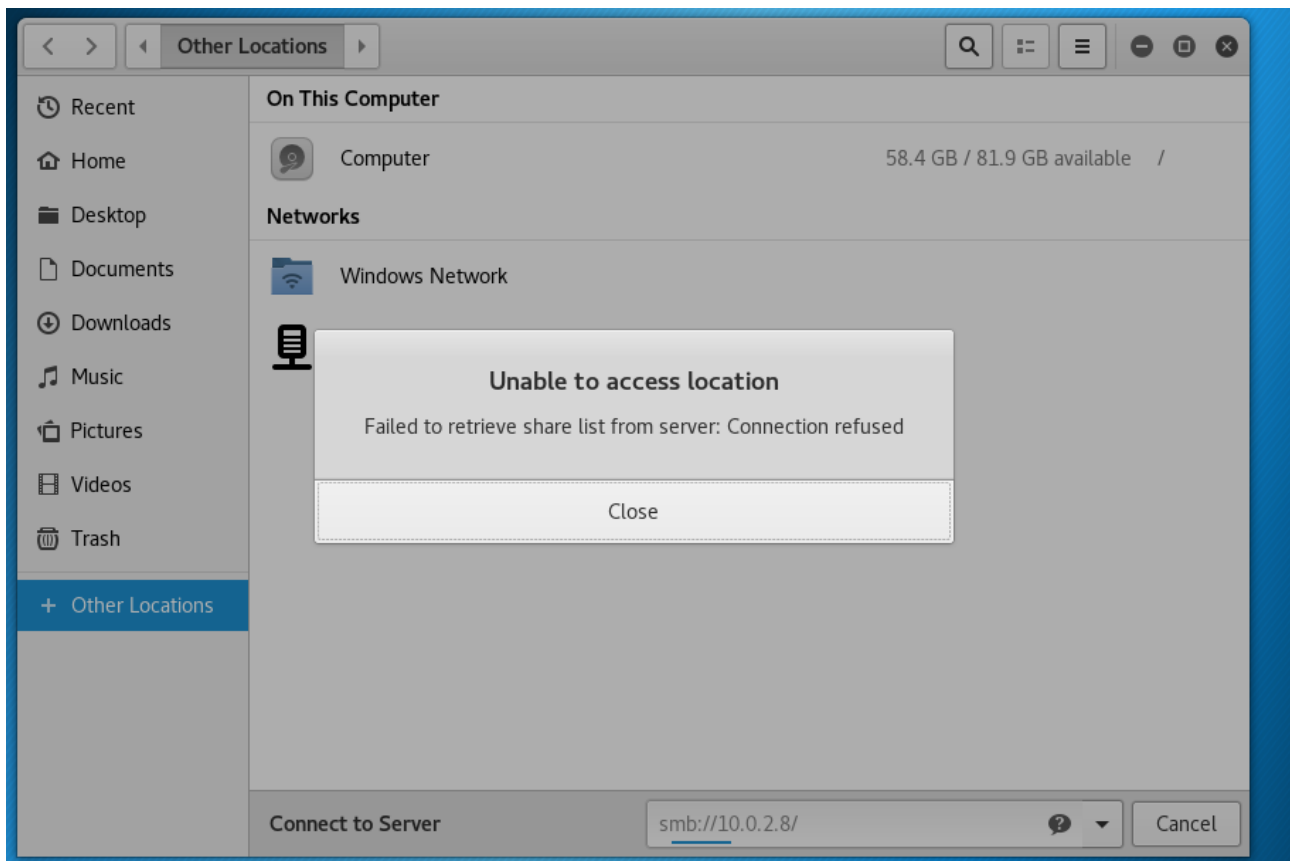 Other Locations
Recent
Home
Desktop
Documents
Downloads
Music
Pictures
Videos
Trash
+ Other Locations
On This Computer
Computer 58.4 GB / 81.9 GB available /
Networks
Windows Network
Unable to access location
Failed to retrieve share list from server: Connection refused
Close
Connect to Server smb://10.0.2.8/ Cancel